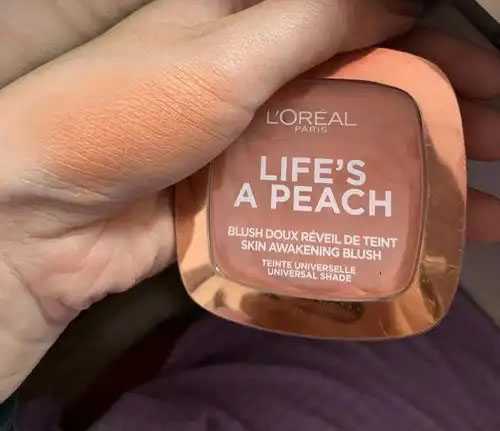 L'ORÉAL
PARIS
LIFE'S
A PEACH
BLUSH DOUX RÉVEIL DE TEINT
SKIN AWAKENING BLUSH
TEINTE UNIVERSELLE
UNIVERSAL SHADE